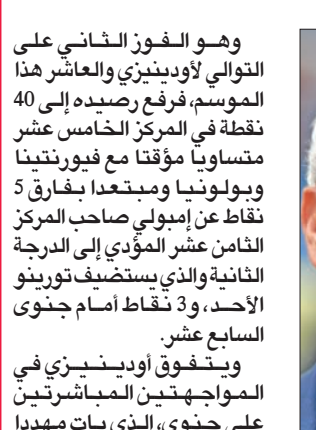 وهو الفوز الثاني على
التوالي لأودينيزي والعاشر هذا
الموسم، فرفع رصيده إلى 40
نقطة في المركز الخامس عشر
متساويا مؤقتا مع فيورنتينا
وبولونيا ومبتعدا بفارق 5
نقاط عن إمبولي صاحب المركز
الثامن عشر المؤدي إلى الدرجة
الثانية والذي يستضيف تورينو
الأحد، و3 نقاط أمام جنوى
السابع عشر.
ويتفوق أودينيزي في
المواجهتين المباشرتين
على جنوى، الذي بات مهددا